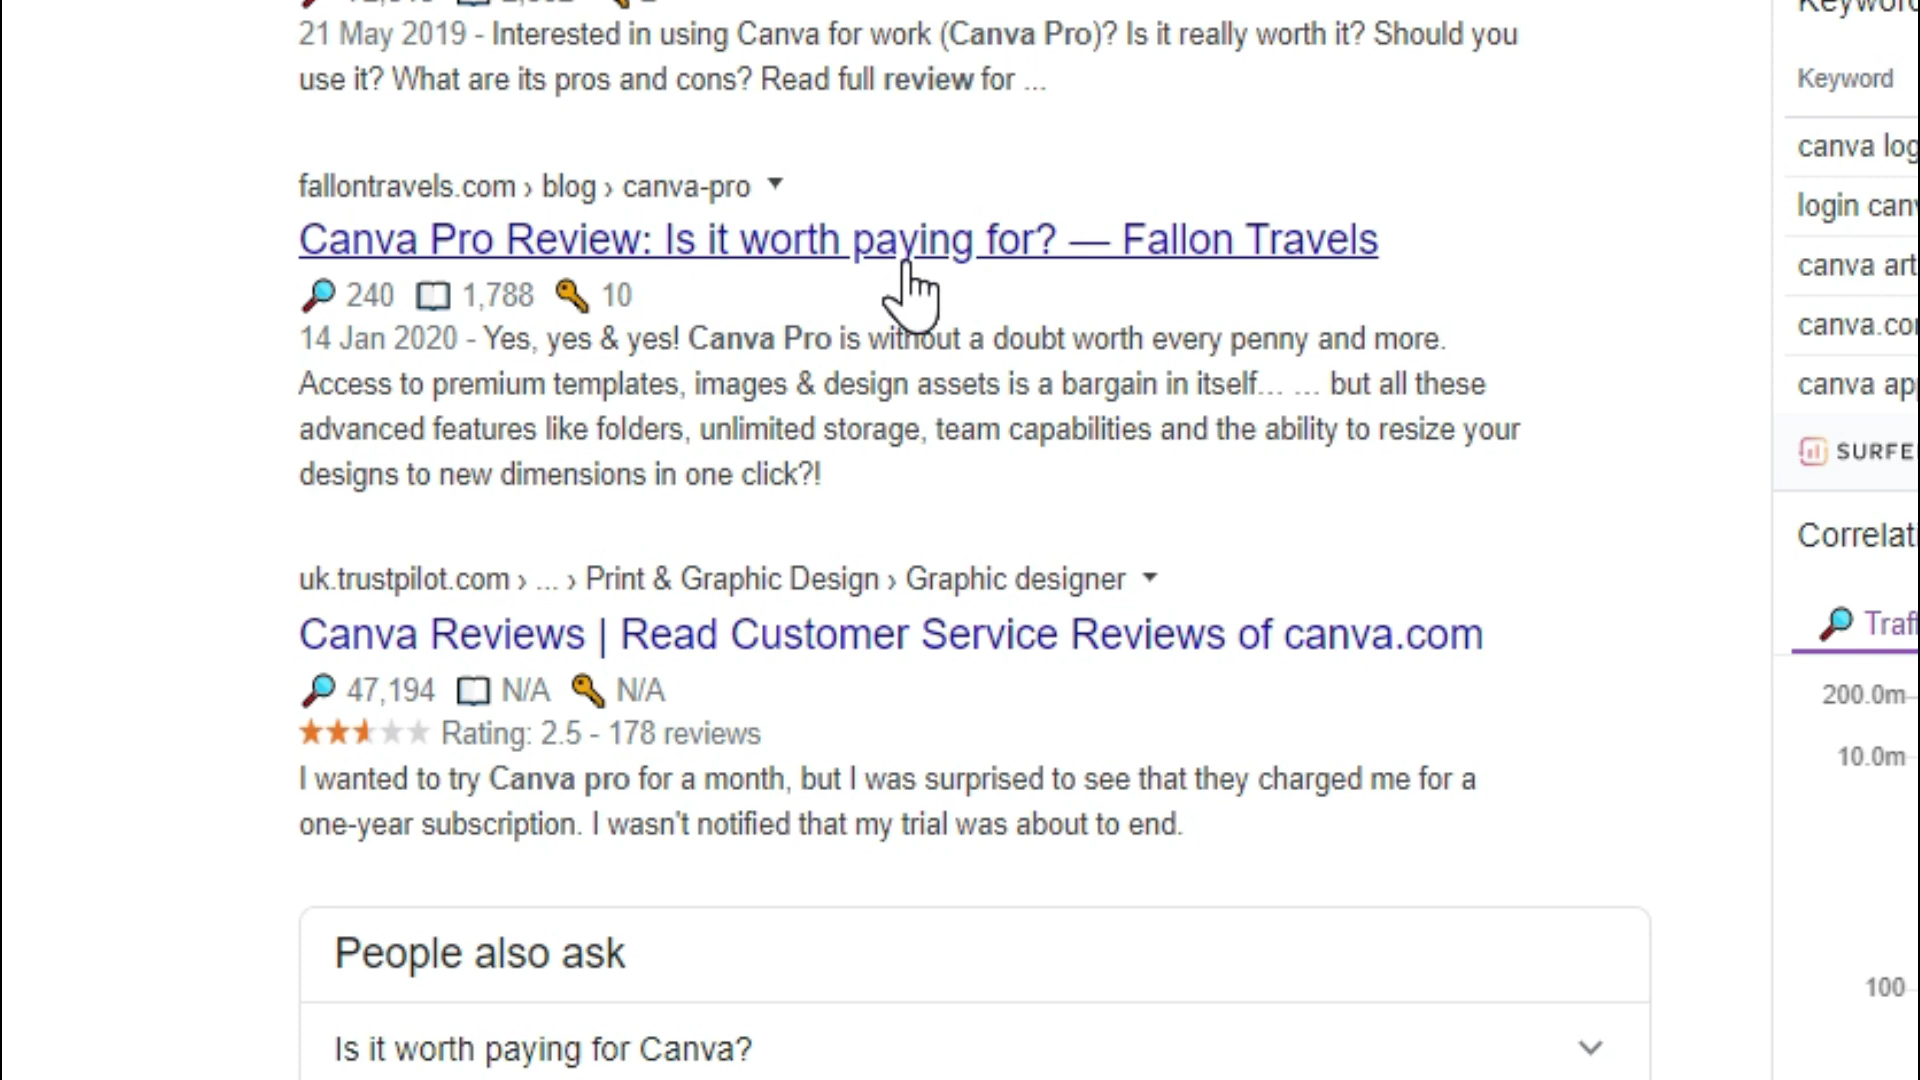 21 May 2019 - Interested in using Canva for work (Canva Pro)? Is it really worth it? Should you
use it? What are its pros and cons? Read full review for ...
fallontravels.com › blog › canva-pro
Canva Pro Review: Is it worth paying for? — Fallon Travels
240 1,788 10
14 Jan 2020 - Yes, yes & yes! Canva Pro is without a doubt worth every penny and more.
Access to premium templates, images & design assets is a bargain in itself... ... but all these
advanced features like folders, unlimited storage, team capabilities and the ability to resize your
designs to new dimensions in one click?!
uk.trustpilot.com › ... › Print & Graphic Design › Graphic designer
Canva Reviews | Read Customer Service Reviews of canva.com
47,194 N/A N/A
Rating: 2.5 - 178 reviews
I wanted to try Canva pro for a month, but I was surprised to see that they charged me for a
one-year subscription. I wasn't notified that my trial was about to end.
People also ask
Is it worth paying for Canva?
Keyword
canva log
login can
canva art
canva.co
canva ap
SURFE
Correlat
Traf
200.0m
10.0m
100